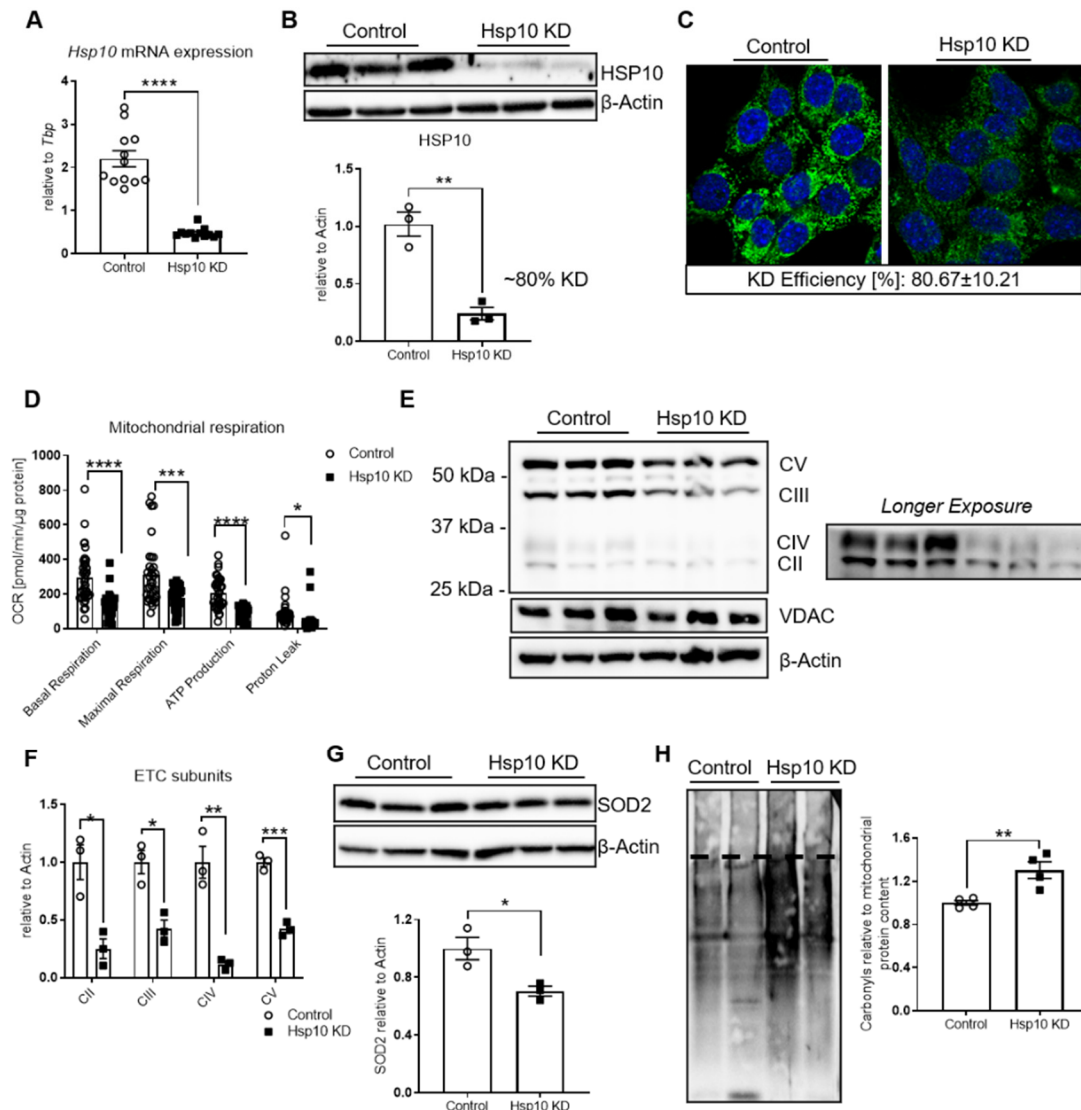 A
Hsp10 mRNA expression
****
relative to Tbp
4
3
2
1
0
Control
Hsp10 KD
B
Control
Hsp10 KD
HSP10
β-Actin
HSP10
**
relative to Actin
1.5
1.0
0.5
0.0
~80% KD
Control
Hsp10 KD
C
Control
Hsp10 KD
KD Efficiency [%]: 80.67±10.21
D
Mitochondrial respiration
Control
Hsp10 KD
****
***
****
*
OCR [pmol/min/µg protein]
1000
800
600
400
200
0
Basal Respiration
Maximal Respiration
ATP Production
Proton Leak
E
Control
Hsp10 KD
50 kDa -
37 kDa -
25 kDa -
CV
CIII
CIV
CII
Longer Exposure
VDAC
β-Actin
F
ETC subunits
*
*
**
***
relative to Actin
1.5
1.0
0.5
0.0
CII
CIII
CIV
CV
Control
Hsp10 KD
G
Control
Hsp10 KD
SOD2
β-Actin
*
SOD2 relative to Actin
1.2
0.8
0.4
0.0
Control
Hsp10 KD
H
Control
Hsp10 KD
**
Carbonyls relative to mitochondrial
protein content
1.6
1.2
0.8
0.4
0.0
Control
Hsp10 KD